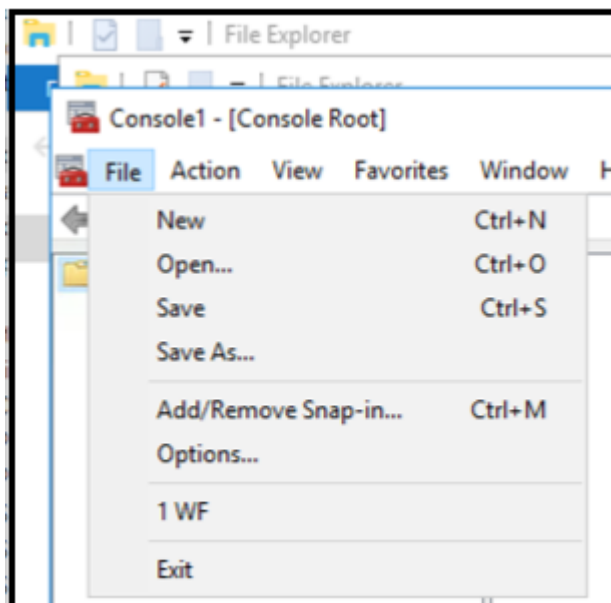 File Explorer
File Explorer
Console1 - [Console Root]
File Action View Favorites Window H
New Ctrl+N
Open... Ctrl+O
Save Ctrl+S
Save As...
Add/Remove Snap-in... Ctrl+M
Options...
1 WF
Exit